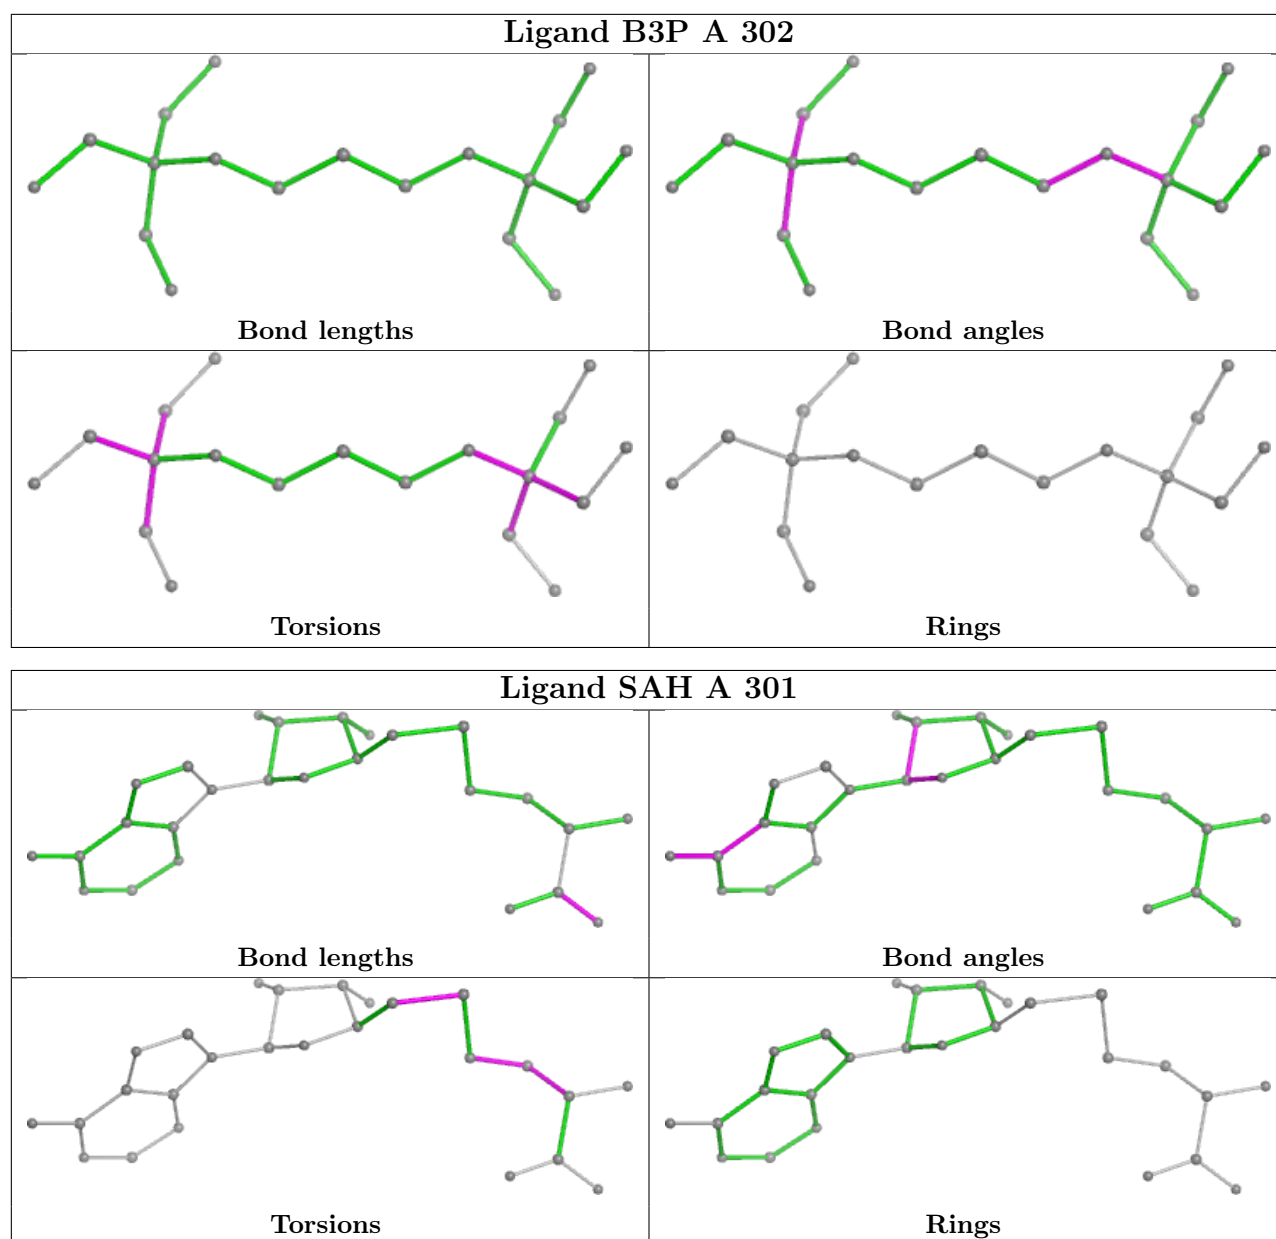 Ligand B3P A 302
Bond lengths
Bond angles
Torsions
Rings
Ligand SAH A 301
Bond lengths
Bond angles
Torsions
Rings